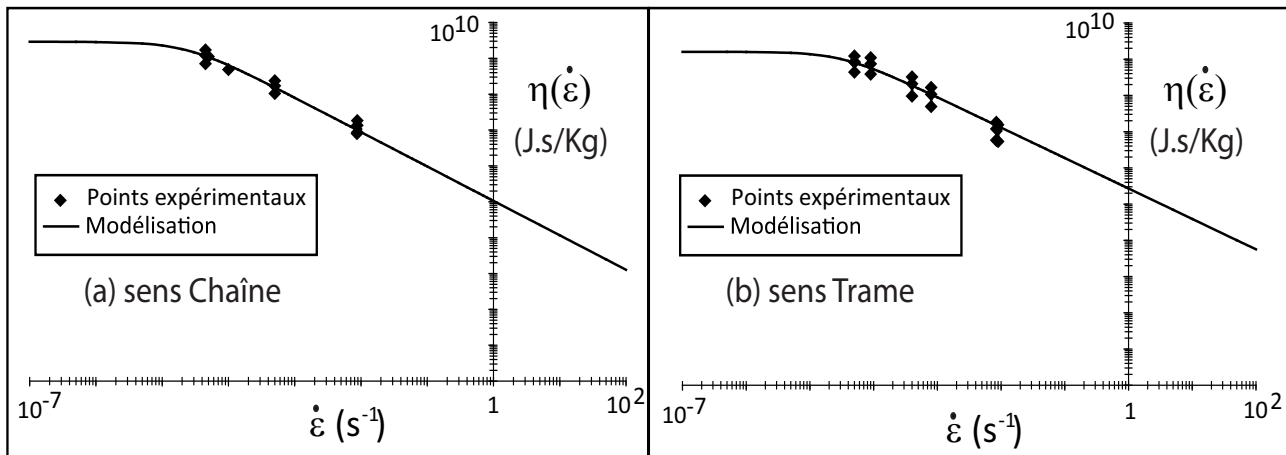 10^10
η(ε̇)
(J.s/Kg)
Points expérimentaux
Modélisation
(a) sens Chaîne
10^-7
1
10^2
ε̇ (s^-1)
10^10
η(ε̇)
(J.s/Kg)
Points expérimentaux
Modélisation
(b) sens Trame
10^-7
1
10^2
ε̇ (s^-1)